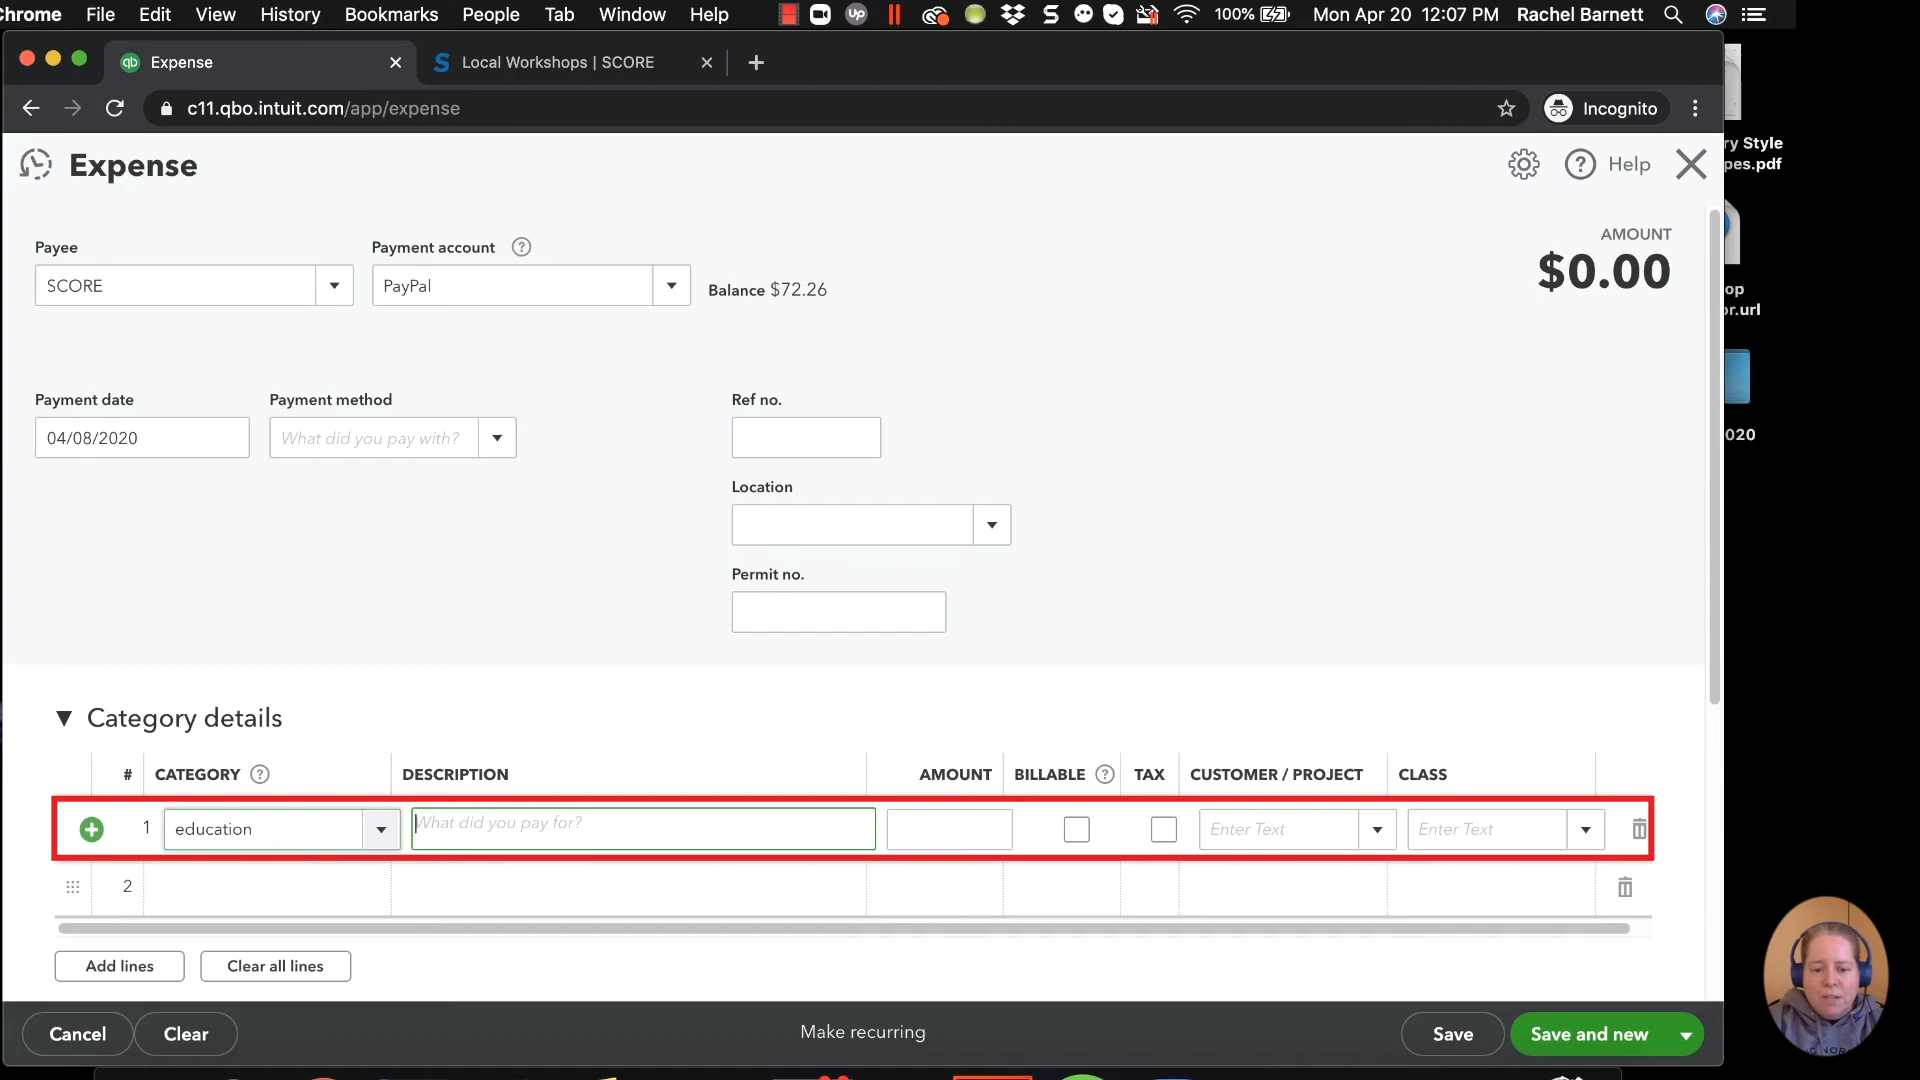 Chrome File Edit View History Bookmarks People Tab Window Help UP 100% Mon Apr 20 12:07 PM Rachel Barnett
qb Expense S Local Workshops | SCORE
c11.qbo.intuit.com/app/expense Incognito
Expense
? Help
ry Style
pes.pdf
Payee
Payment account ?
AMOUNT
SCORE
PayPal
Balance $72.26
$0.00
op
or.url
Payment date
Payment method
Ref no.
04/08/2020
What did you pay with?
020
Location
Permit no.
Category details
# CATEGORY ? DESCRIPTION AMOUNT BILLABLE ? TAX CUSTOMER / PROJECT CLASS
1 education What did you pay for? Enter Text Enter Text
2
Add lines Clear all lines
Cancel Clear Make recurring Save Save and new